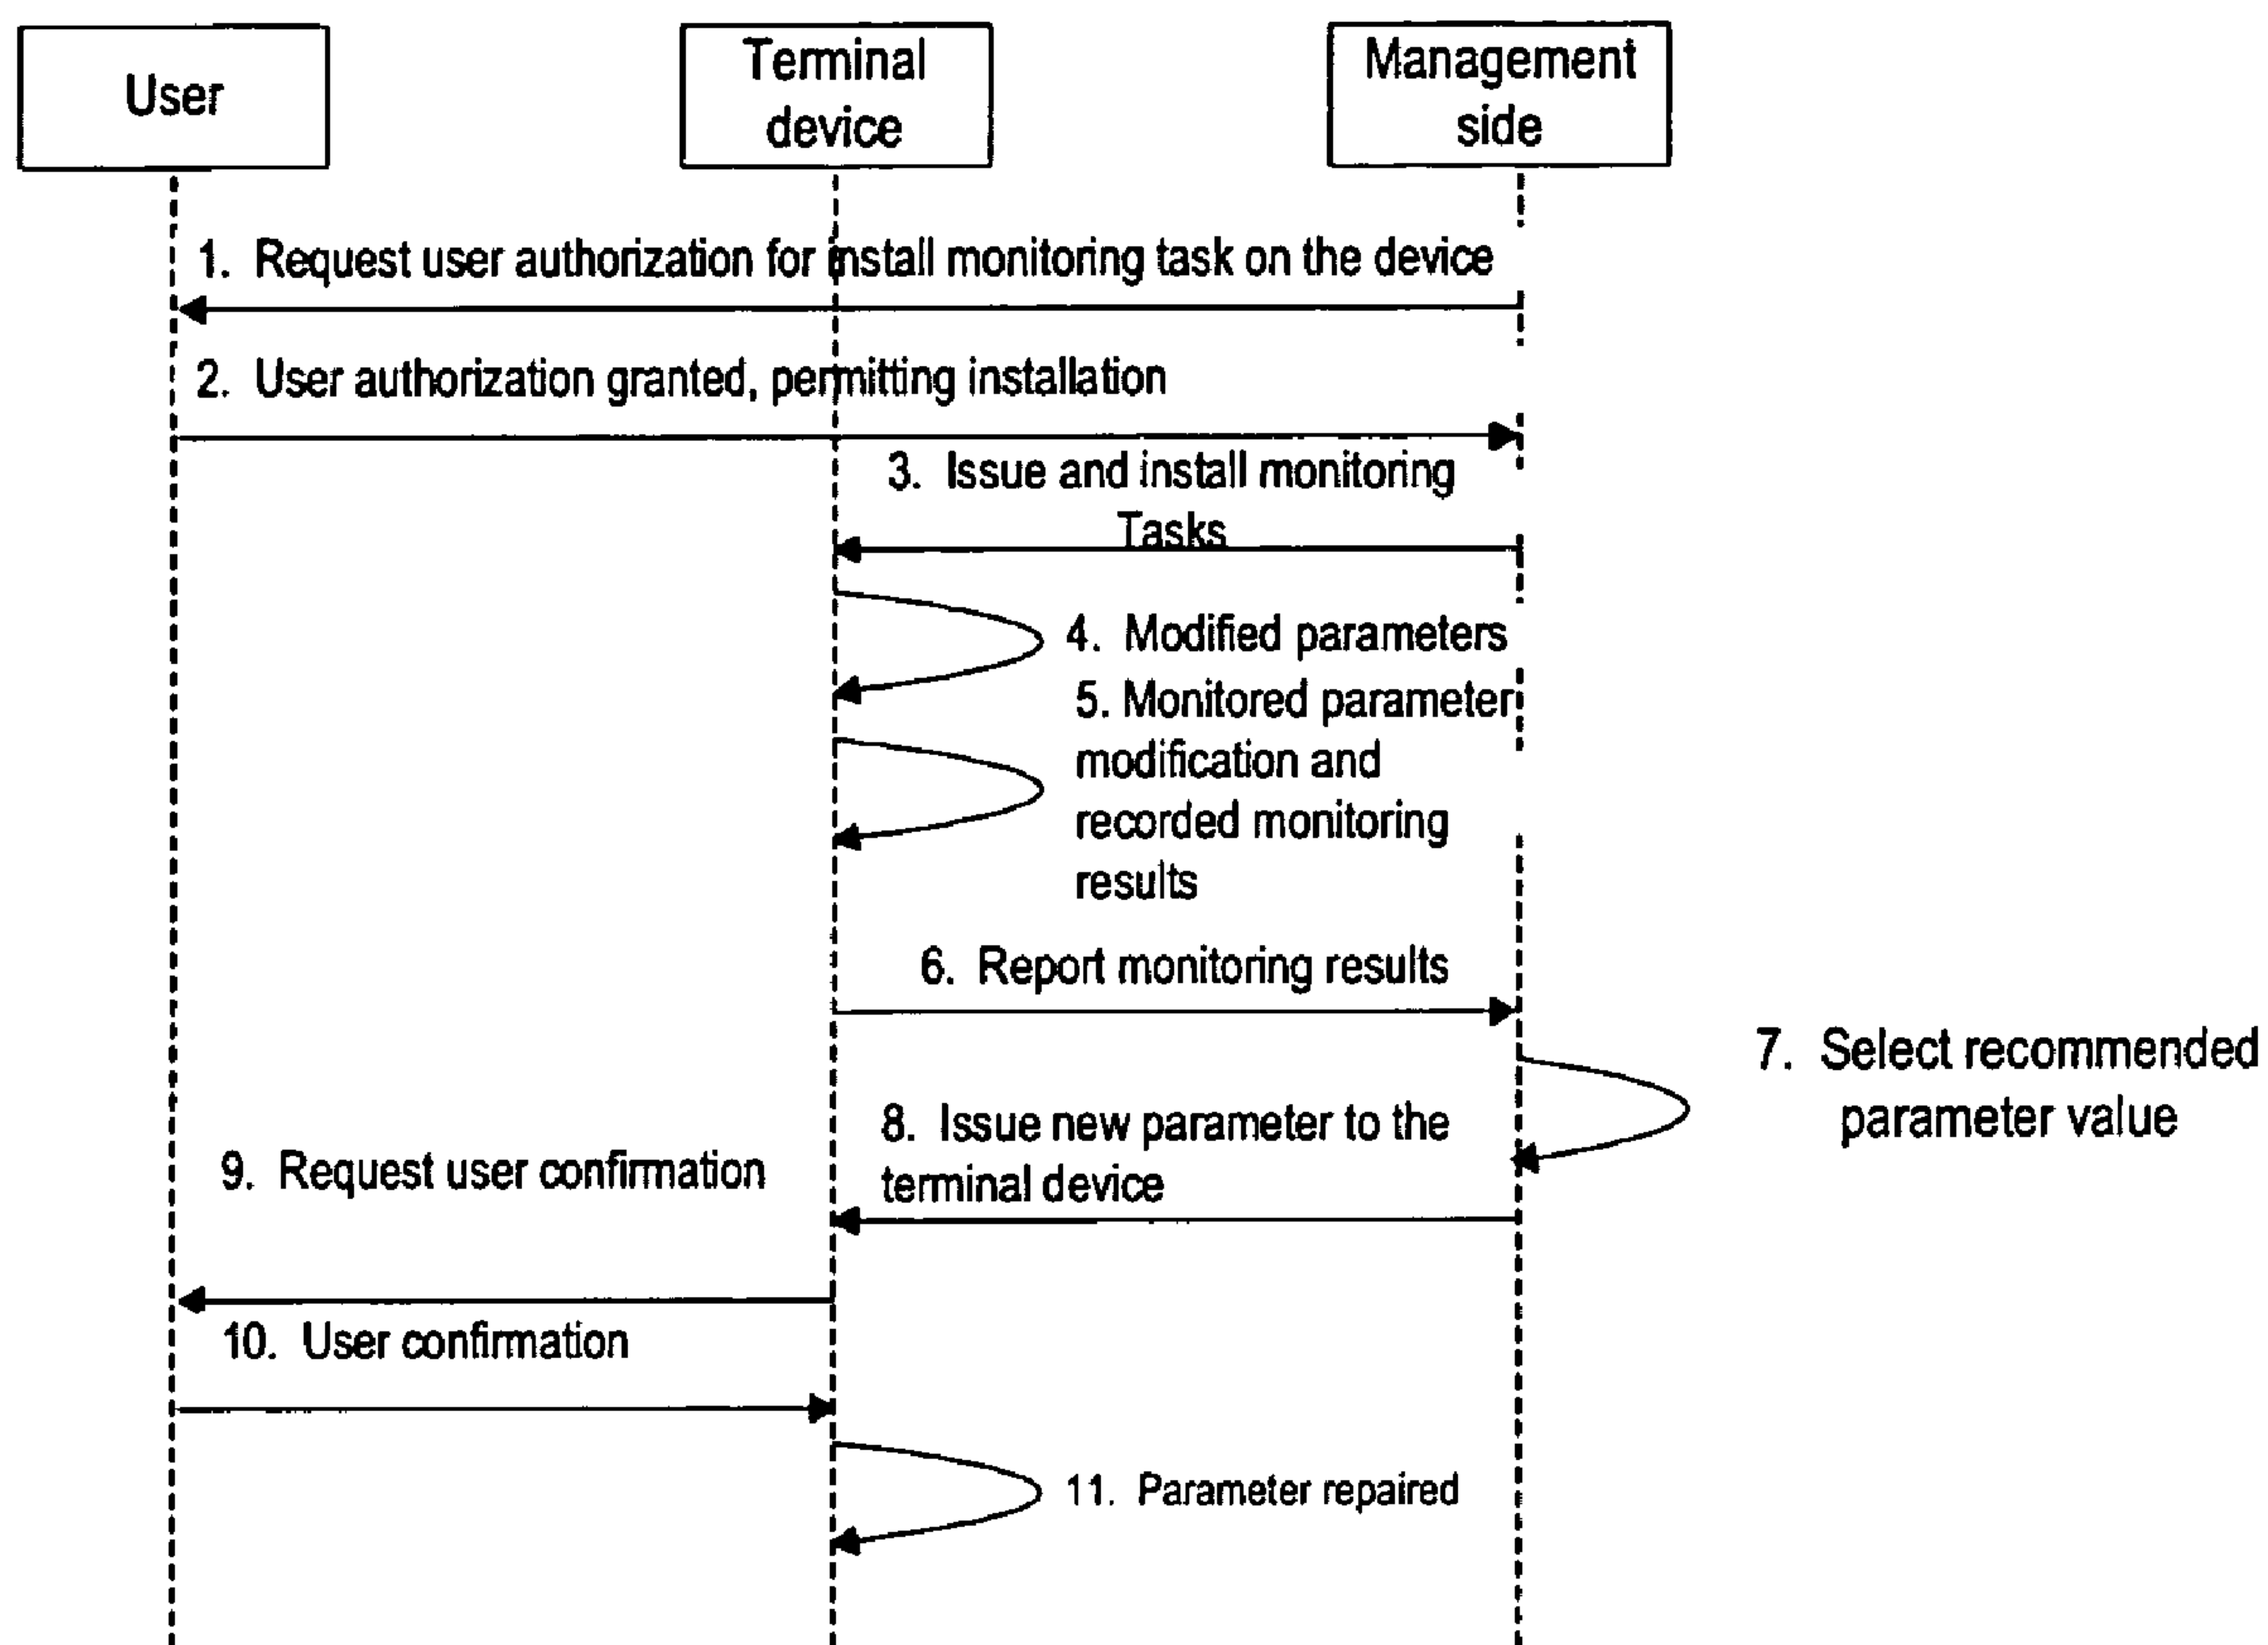 User
Terminal
device
Management
side
1. Request user authorization for install monitoring task on the device
2. User authorization granted, permitting installation
3. Issue and install monitoring
Tasks
4. Modified parameters
5. Monitored parameter
modification and
recorded monitoring
results
6. Report monitoring results
7. Select recommended
parameter value
8. Issue new parameter to the
terminal device
9. Request user confirmation
10. User confirmation
11. Parameter repaired